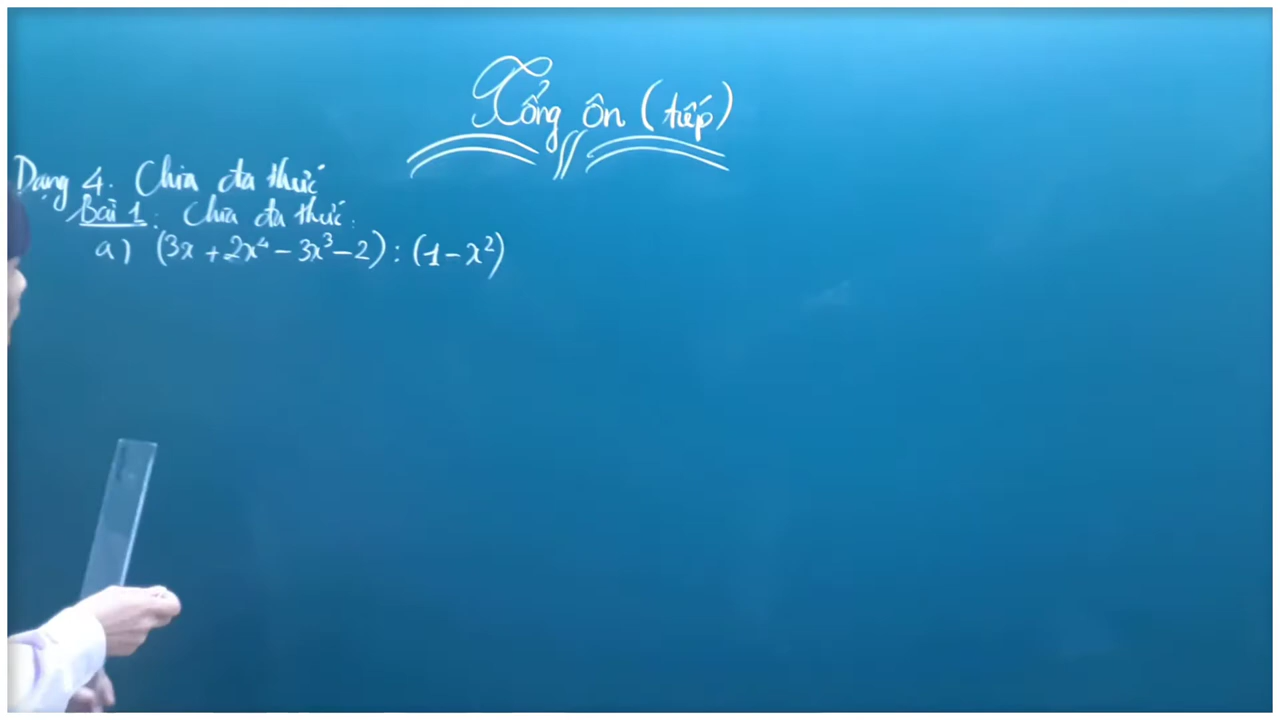 Tổng ôn (tiếp)
Dạng 4. Chia đa thức
Bài 1: Chia đa thức:
a) (3x + 2x⁴ - 3x³ - 2) : (1 - x²)